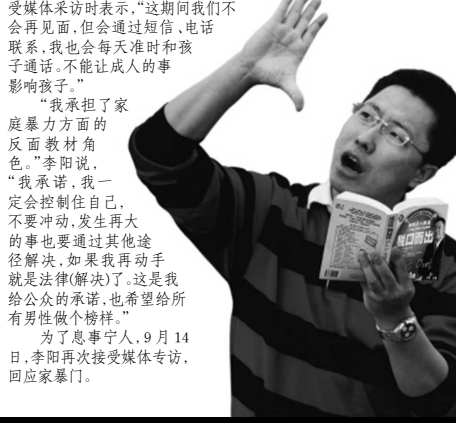 受媒体采访时表示，“这期间我们不
会再见面，但会通过短信、电话
联系，我也会每天准时和孩
子通话。不能让成人的事
影响孩子。”
“我承担了家
庭暴力方面的
反面教材角
色。”李阳说，
“我承诺，我一
定会控制住自己，
不要冲动，发生再大
的事也要通过其他途
径解决，如果我再动手
就是法律(解决)了。这是我
给公众的承诺，也希望给所
有男性做个榜样。”
为了息事宁人，9月14
日，李阳再次接受媒体专访，
回应家暴门。
脱口而出